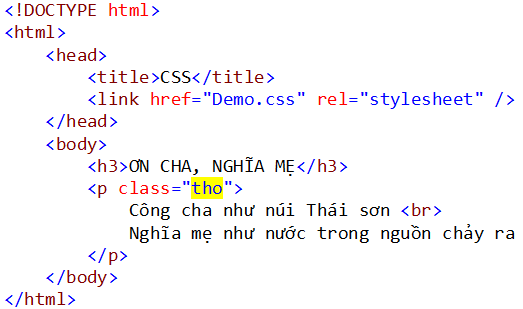 <!DOCTYPE html>
<html>
<head>
<title>CSS</title>
<link href="Demo.css" rel="stylesheet" />
</head>
<body>
<h3>ƠN CHA, NGHĨA MẸ</h3>
<p class="tho">
Công cha như núi Thái sơn <br>
Nghĩa mẹ như nước trong nguồn chảy ra
</p>
</body>
</html>